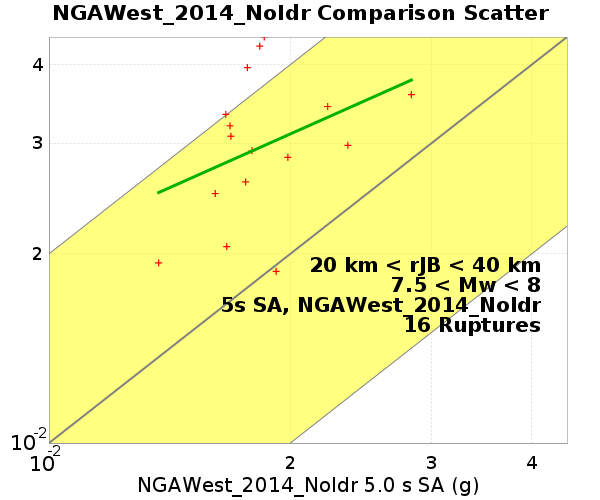 NGAWest_2014_NoIdr Comparison Scatter
4
3
2
10-2
10-2
2
3
4
20 km < rJB < 40 km
7.5 < Mw < 8
5s SA, NGAWest_2014_NoIdr
16 Ruptures
NGAWest_2014_NoIdr 5.0 s SA (g)